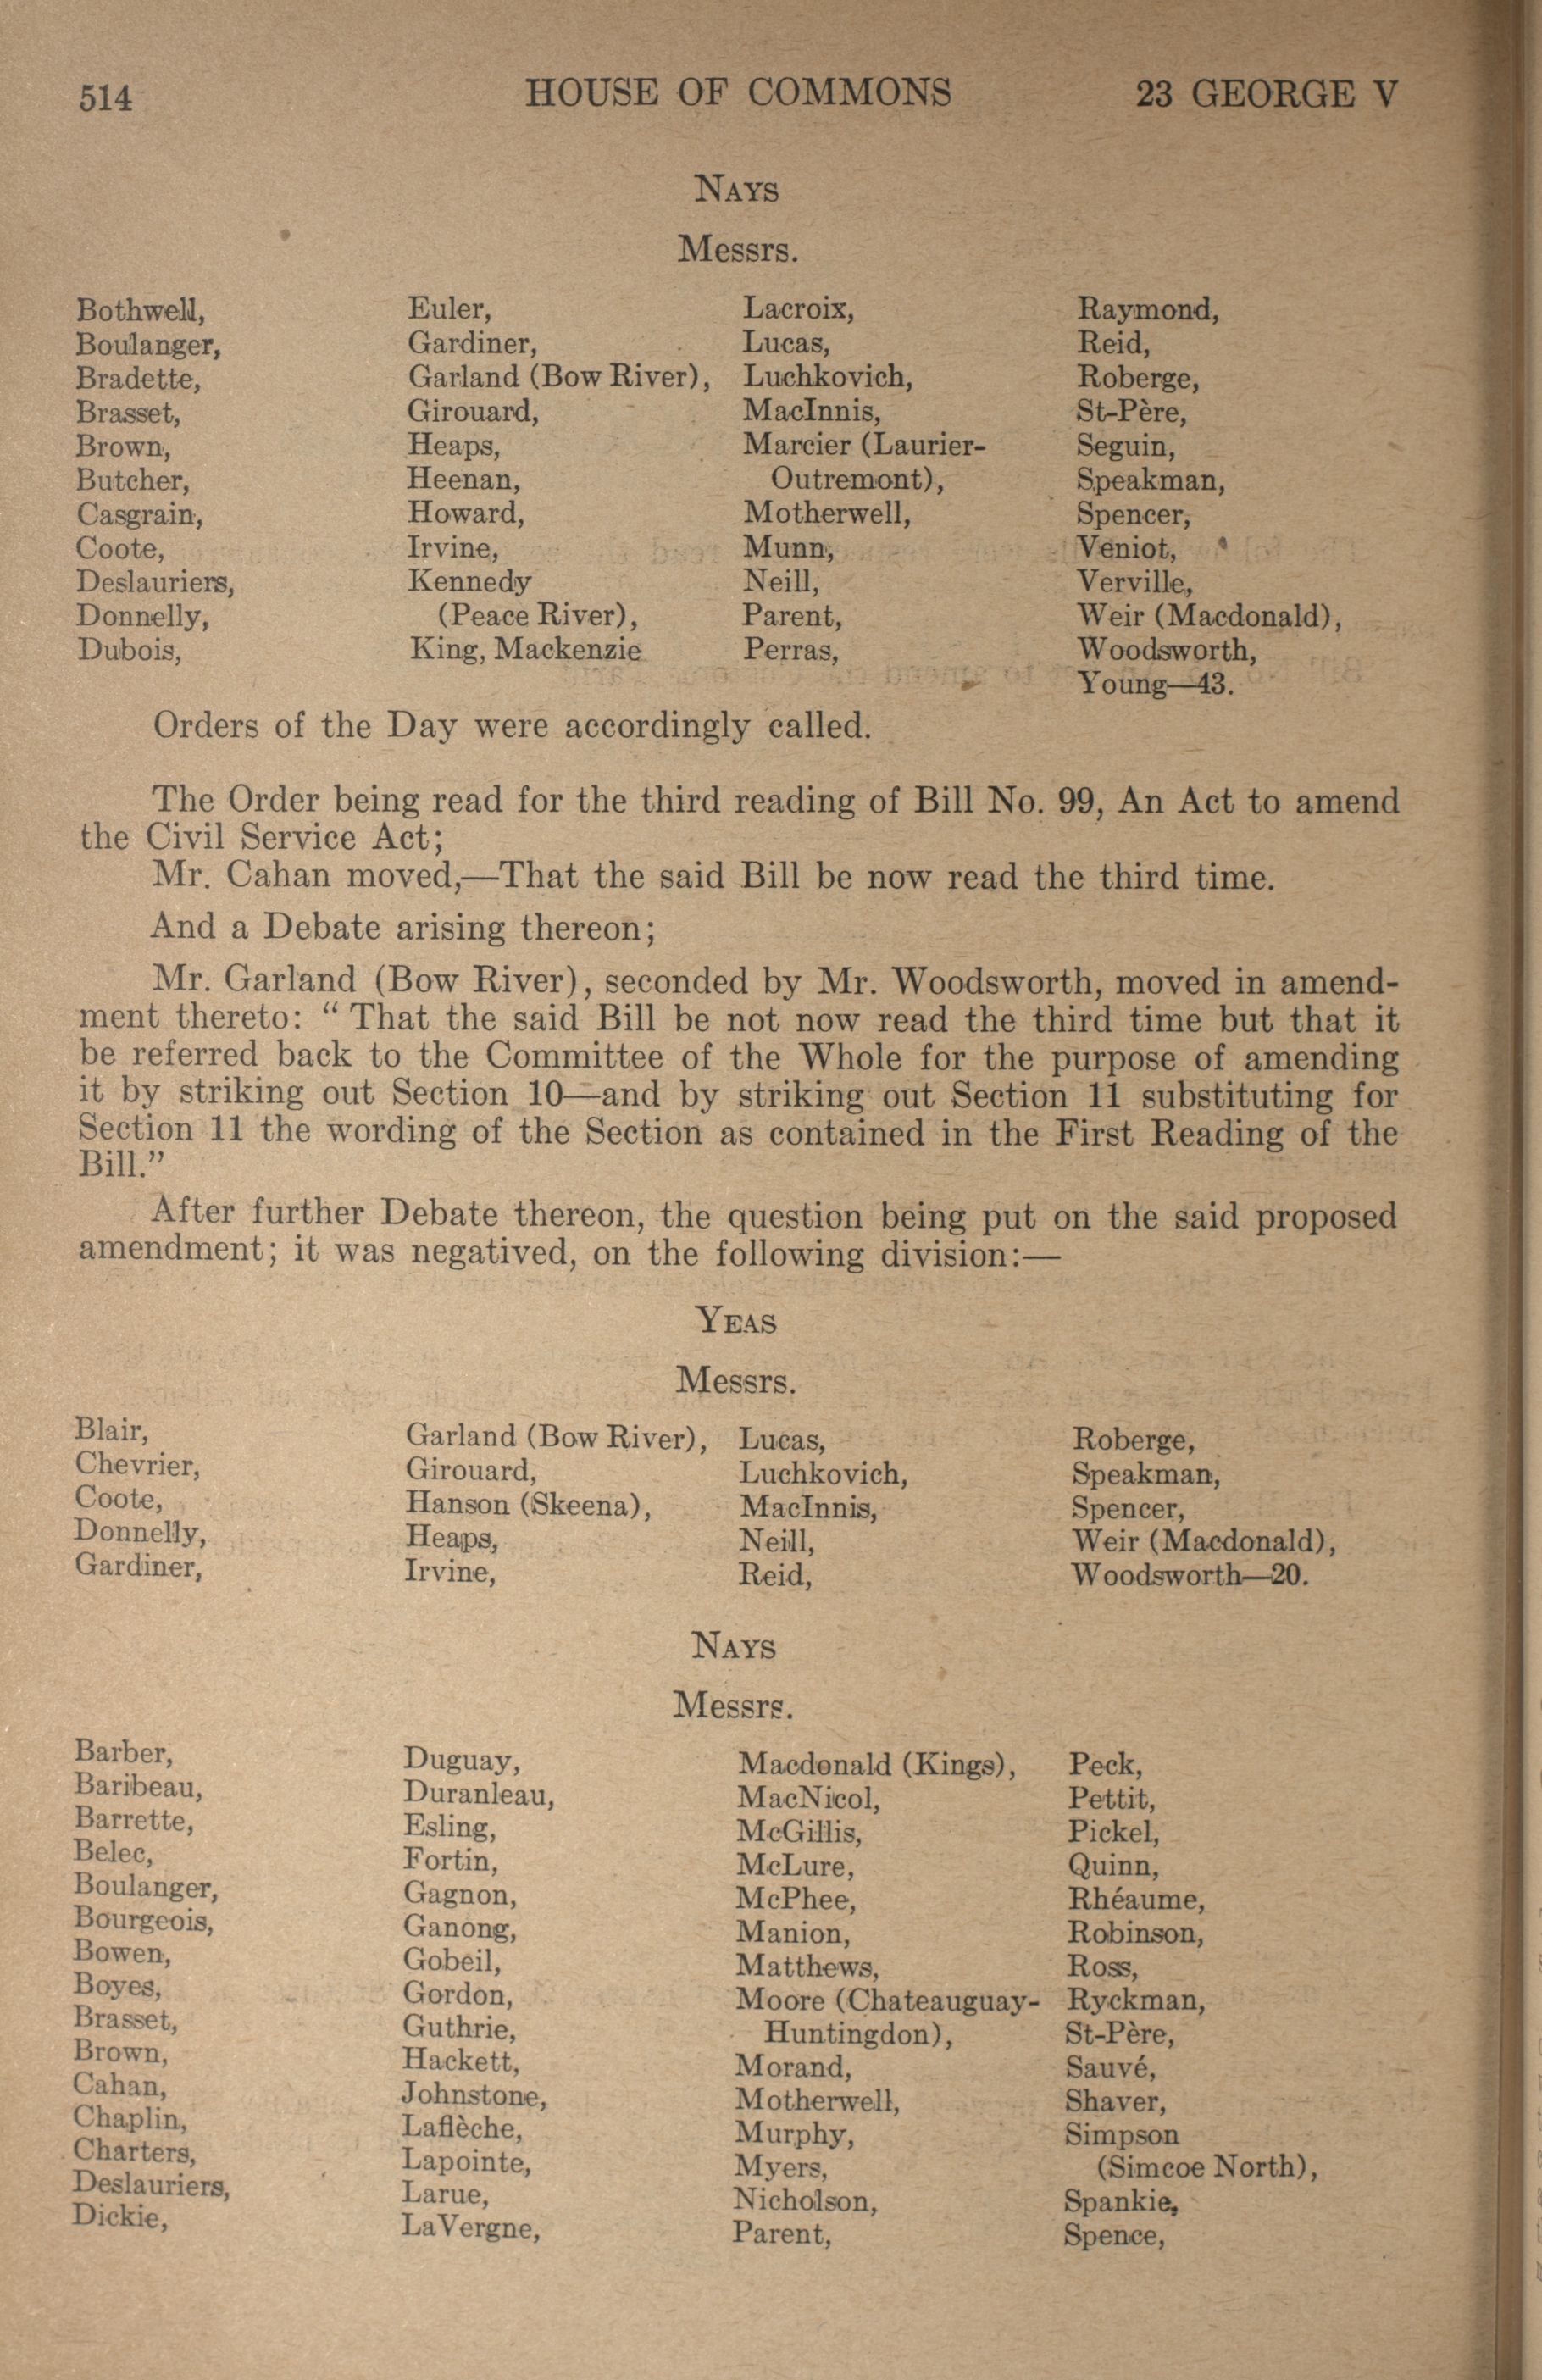 514 HOUSE OF COMMONS 23 GEORGE V
NAYS
Messrs.
Bothwell,
Boulanger,
Bradette,
Brasset,
Brown,
Butcher,
Casgrain,
Coote,
Deslauriers,
Donnelly,
Dubois,
Euler,
Gardiner,
Garland (Bow River),
Girouard,
Heaps,
Heenan,
Howard,
Irvine,
Kennedy
(Peace River),
King, Mackenzie
Lacroix,
Lucas,
Luchkovich,
MacInnis,
Marcier (Laurier-
Outremont),
Motherwell,
Munn,
Neill,
Parent,
Perras,
Raymond,
Reid,
Roberge,
St-Père,
Seguin,
Speakman,
Spencer,
Veniot,
Verville,
Weir (Macdonald),
Woodsworth,
Young—43.
Orders of the Day were accordingly called.
The Order being read for the third reading of Bill No. 99, An Act to amend
the Civil Service Act;
Mr. Cahan moved,—That the said Bill be now read the third time.
And a Debate arising thereon;
Mr. Garland (Bow River), seconded by Mr. Woodsworth, moved in amend-
ment thereto: " That the said Bill be not now read the third time but that it
be referred back to the Committee of the Whole for the purpose of amending
it by striking out Section 10—and by striking out Section 11 substituting for
Section 11 the wording of the Section as contained in the First Reading of the
Bill."
After further Debate thereon, the question being put on the said proposed
amendment; it was negatived, on the following division:—
YEAS
Messrs.
Blair,
Chevrier,
Coote,
Donnelly,
Gardiner,
Garland (Bow River),
Girouard,
Hanson (Skeena),
Heaps,
Irvine,
Lucas,
Luchkovich,
MacInnis,
Neill,
Reid,
Roberge,
Speakman,
Spencer,
Weir (Macdonald),
Woodsworth—20.
NAYS
Messrs.
Barber,
Baribeau,
Barrette,
Belec,
Boulanger,
Bourgeois,
Bowen,
Boyes,
Brasset,
Brown,
Cahan,
Chaplin,
Charters,
Deslauriers,
Dickie,
Duguay,
Duranleau,
Esling,
Fortin,
Gagnon,
Ganong,
Gobeil,
Gordon,
Guthrie,
Hackett,
Johnstone,
Laflèche,
Lapointe,
Larue,
LaVergne,
Macdonald (Kings),
MacNicol,
McGillis,
McLure,
McPhee,
Manion,
Matthews,
Moore (Chateauguay-
Huntingdon),
Morand,
Motherwell,
Murphy,
Myers,
Nicholson,
Parent,
Peck,
Pettit,
Pickel,
Quinn,
Rhéaume,
Robinson,
Ross,
Ryckman,
St-Père,
Sauvé,
Shaver,
Simpson
(Simcoe North),
Spankie,
Spence,